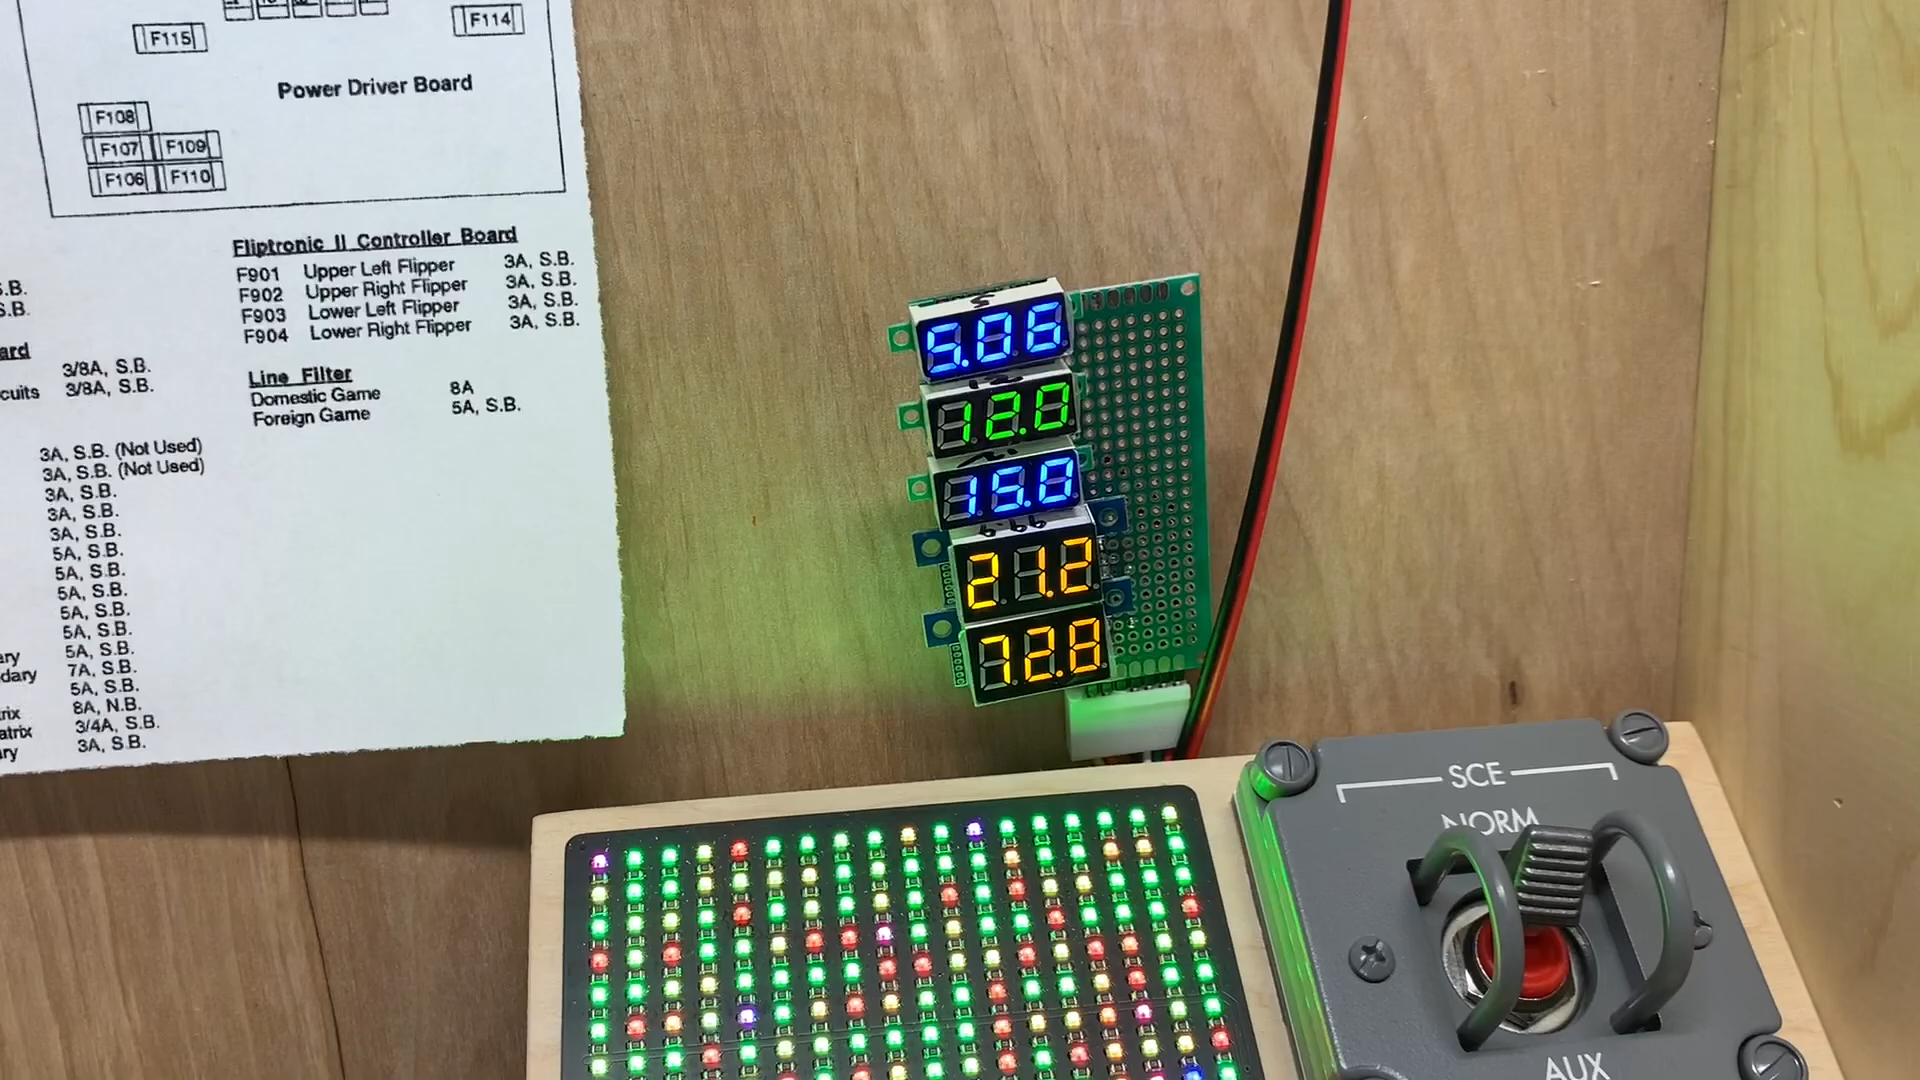 F115
F114
Power Driver Board
F108
F107 F109
F106 F110
Fliptronic II Controller Board
F901 Upper Left Flipper 3A, S.B.
F902 Upper Right Flipper 3A, S.B.
F903 Lower Left Flipper 3A, S.B.
F904 Lower Right Flipper 3A, S.B.
Line Filter
Domestic Game 8A
Foreign Game 5A, S.B.
S.B.
S.B.
ard
3/8A, S.B.
cuits 3/8A, S.B.
3A, S.B. (Not Used)
3A, S.B. (Not Used)
3A, S.B.
3A, S.B.
3A, S.B.
5A, S.B.
5A, S.B.
5A, S.B.
5A, S.B.
5A, S.B.
ary 5A, S.B.
dary 7A, S.B.
5A, S.B.
rix 8A, N.B.
atrix 3/4A, S.B.
ary 3A, S.B.
5
5.06
12.0
15.0
21.2
72.8
SCE
NORM
AUX